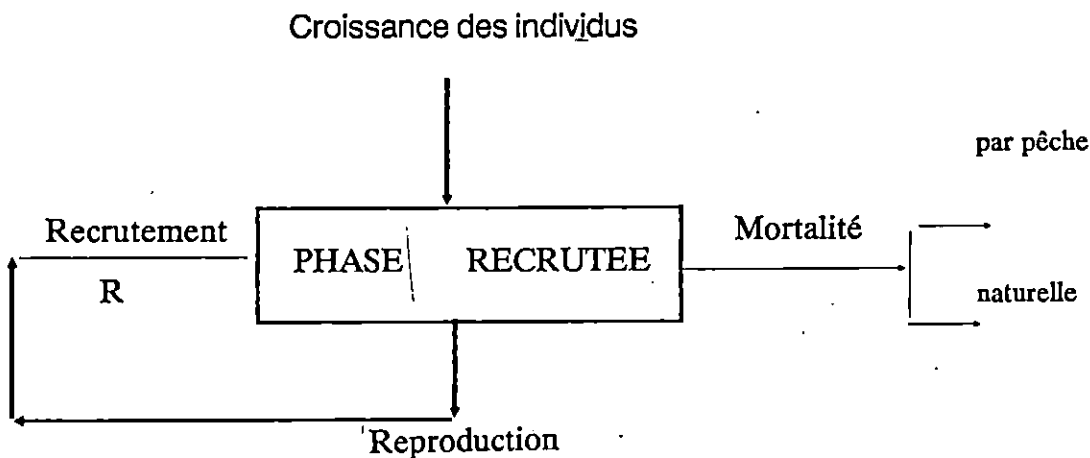 Croissance des individus
par pêche
Recrutement
Mortalité
PHASE RECRUTEE
R
naturelle
Reproduction